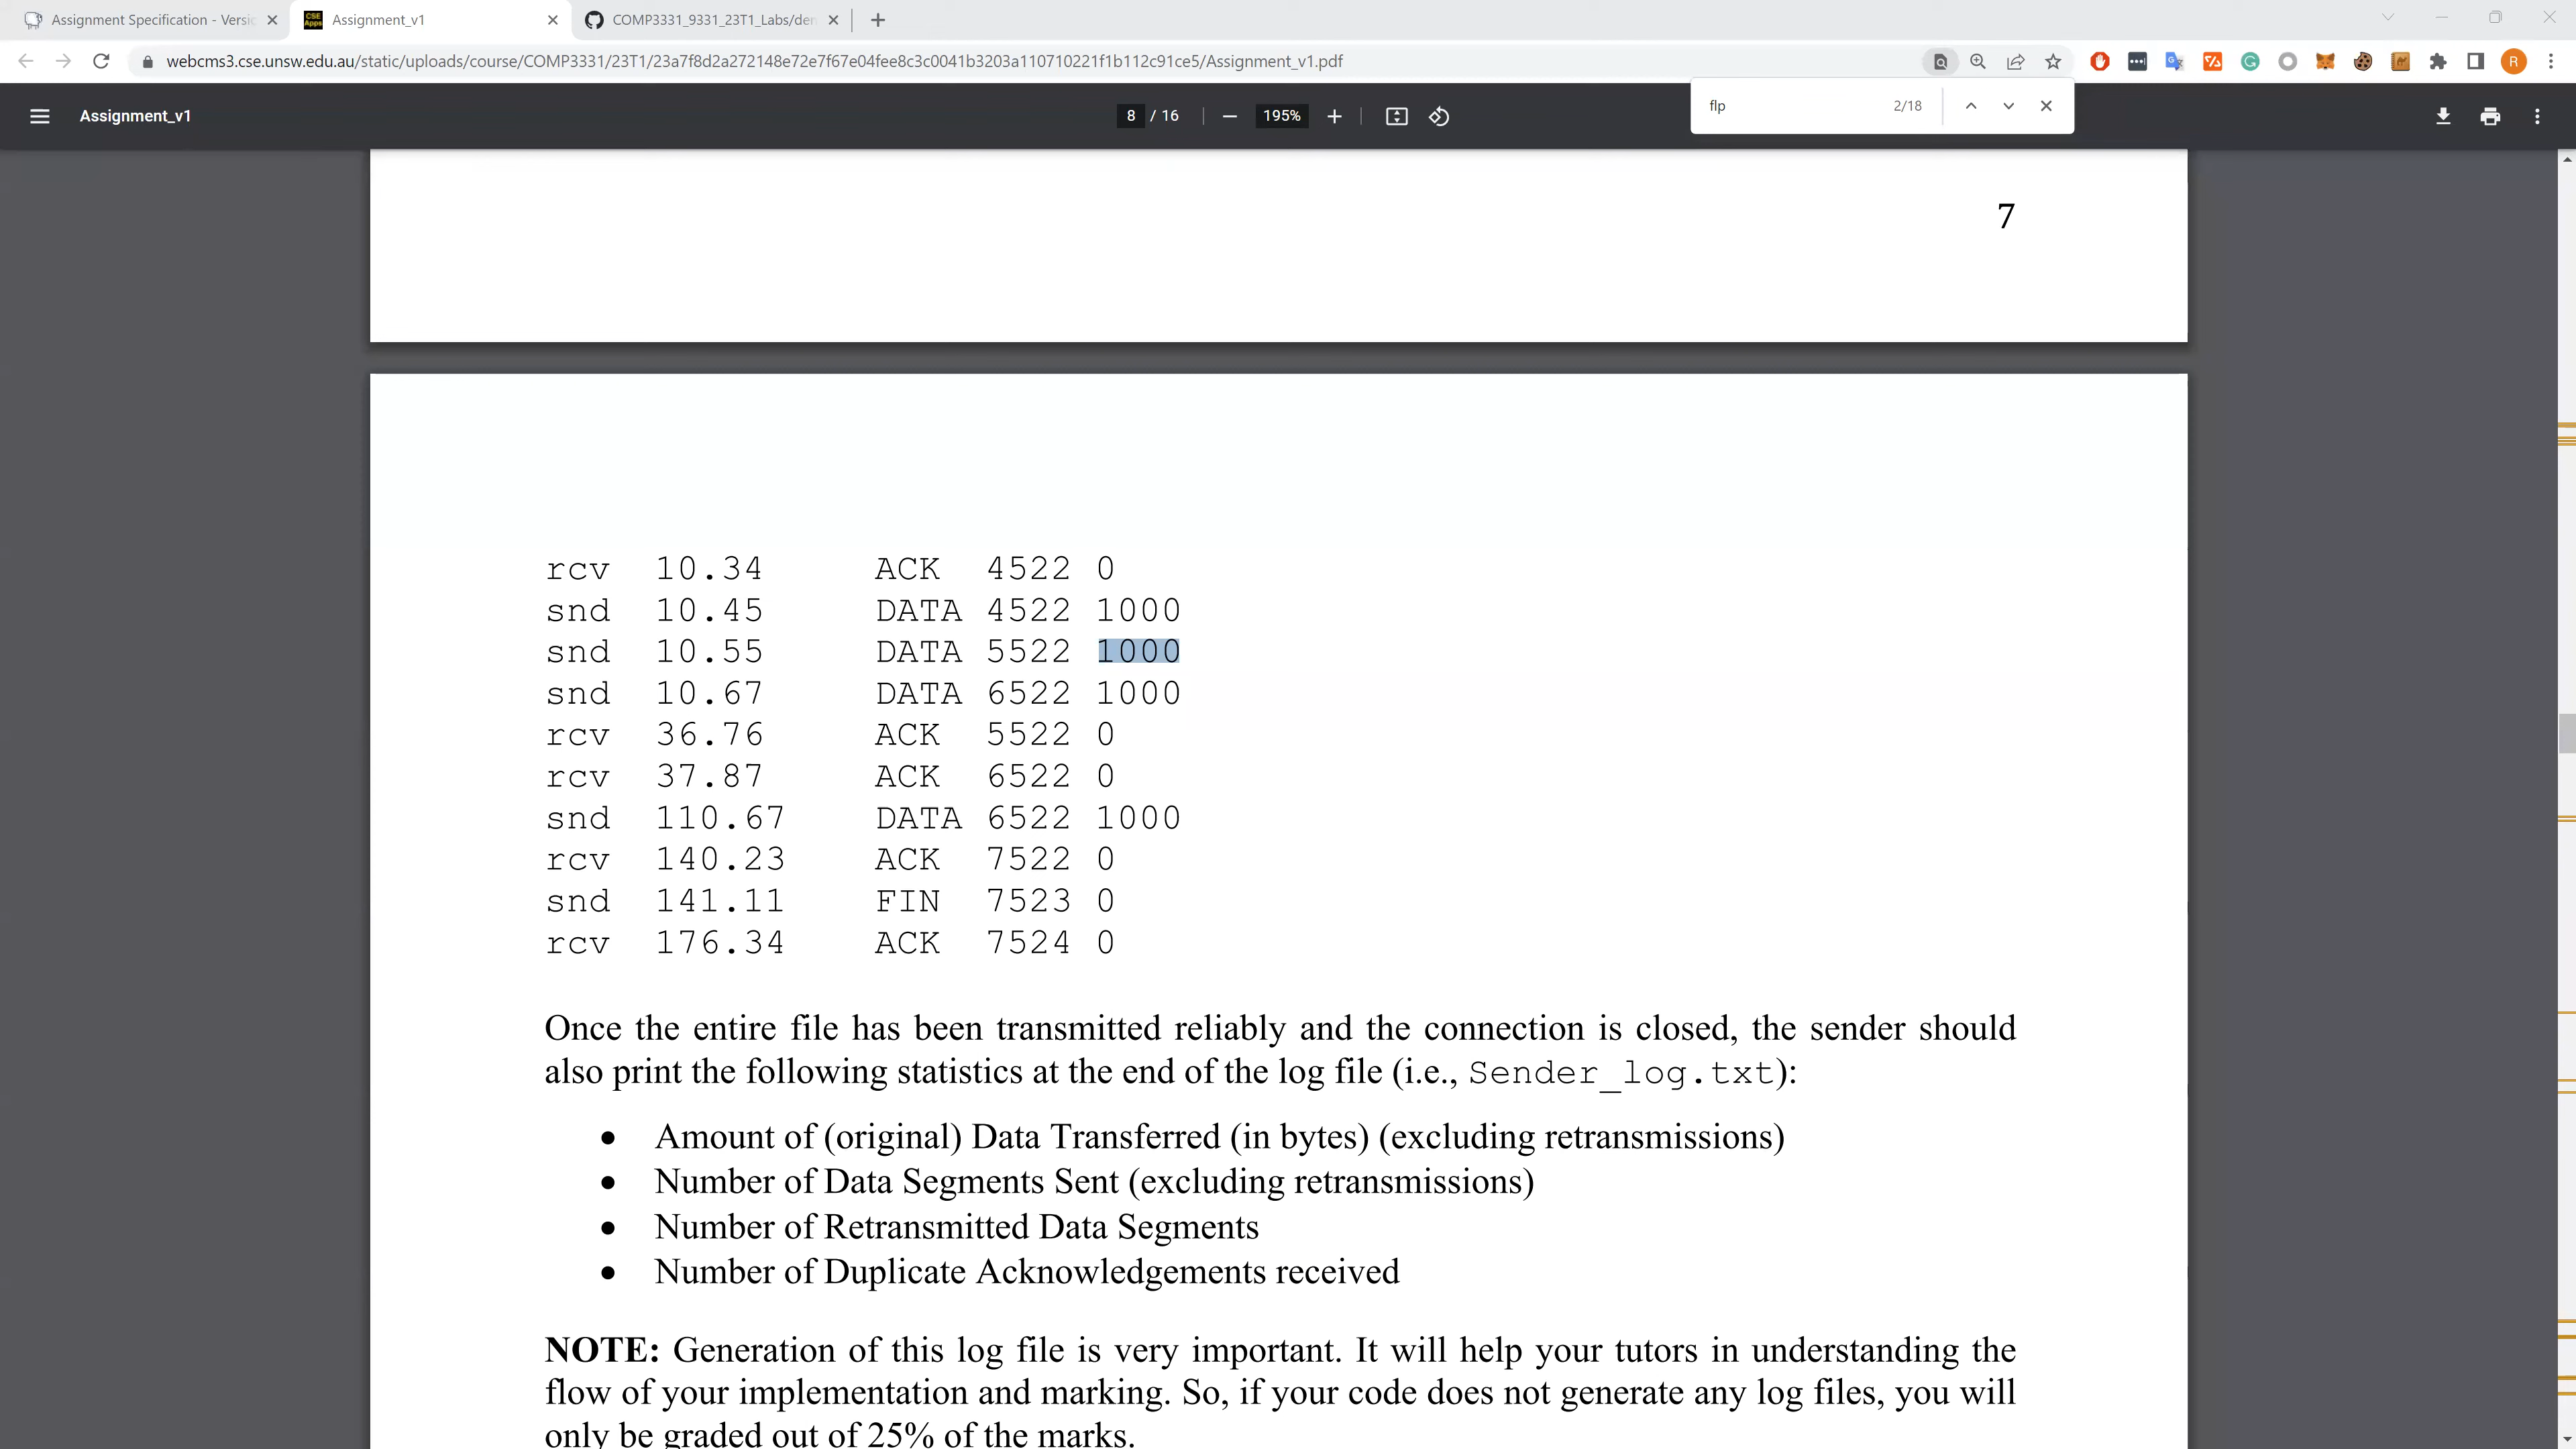 Assignment Specification - Versic
Assignment_v1
COMP3331_9331_23T1_Labs/den
webcms3.cse.unsw.edu.au/static/uploads/course/COMP3331/23T1/23a7f8d2a272148e72e7f67e04fee8c3c0041b3203a110710221f1b112c91ce5/Assignment_v1.pdf
R
Assignment_v1
8 / 16
195%
flp
2/18
7
rcv 10.34 ACK 4522 0
snd 10.45 DATA 4522 1000
snd 10.55 DATA 5522 1000
snd 10.67 DATA 6522 1000
rcv 36.76 ACK 5522 0
rcv 37.87 ACK 6522 0
snd 110.67 DATA 6522 1000
rcv 140.23 ACK 7522 0
snd 141.11 FIN 7523 0
rcv 176.34 ACK 7524 0
Once the entire file has been transmitted reliably and the connection is closed, the sender should
also print the following statistics at the end of the log file (i.e., Sender_log.txt):
• Amount of (original) Data Transferred (in bytes) (excluding retransmissions)
• Number of Data Segments Sent (excluding retransmissions)
• Number of Retransmitted Data Segments
• Number of Duplicate Acknowledgements received
NOTE: Generation of this log file is very important. It will help your tutors in understanding the
flow of your implementation and marking. So, if your code does not generate any log files, you will
only be graded out of 25% of the marks.